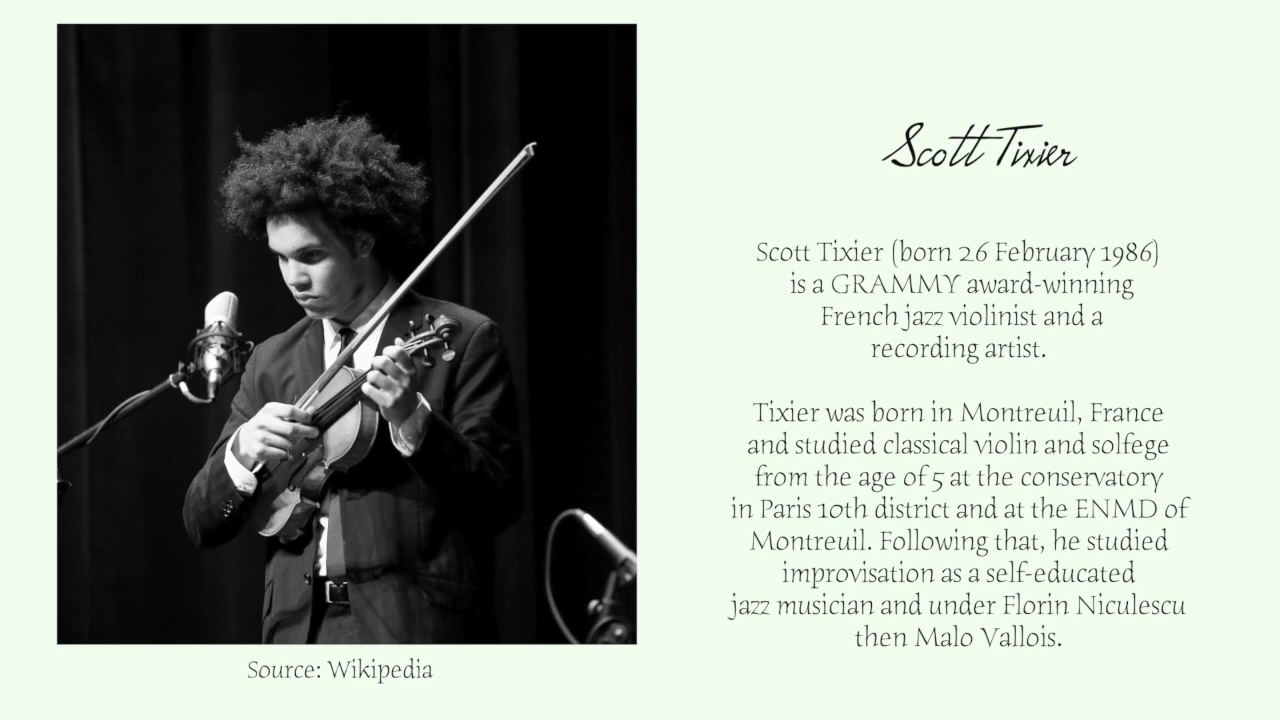 Scott Tixier
Scott Tixier (born 26 February 1986)
is a GRAMMY award-winning
French jazz violinist and a
recording artist.
Tixier was born in Montreuil, France
and studied classical violin and solfege
from the age of 5 at the conservatory
in Paris 10th district and at the ENMD of
Montreuil. Following that, he studied
improvisation as a self-educated
jazz musician and under Florin Niculescu
then Malo Vallois.
Source: Wikipedia